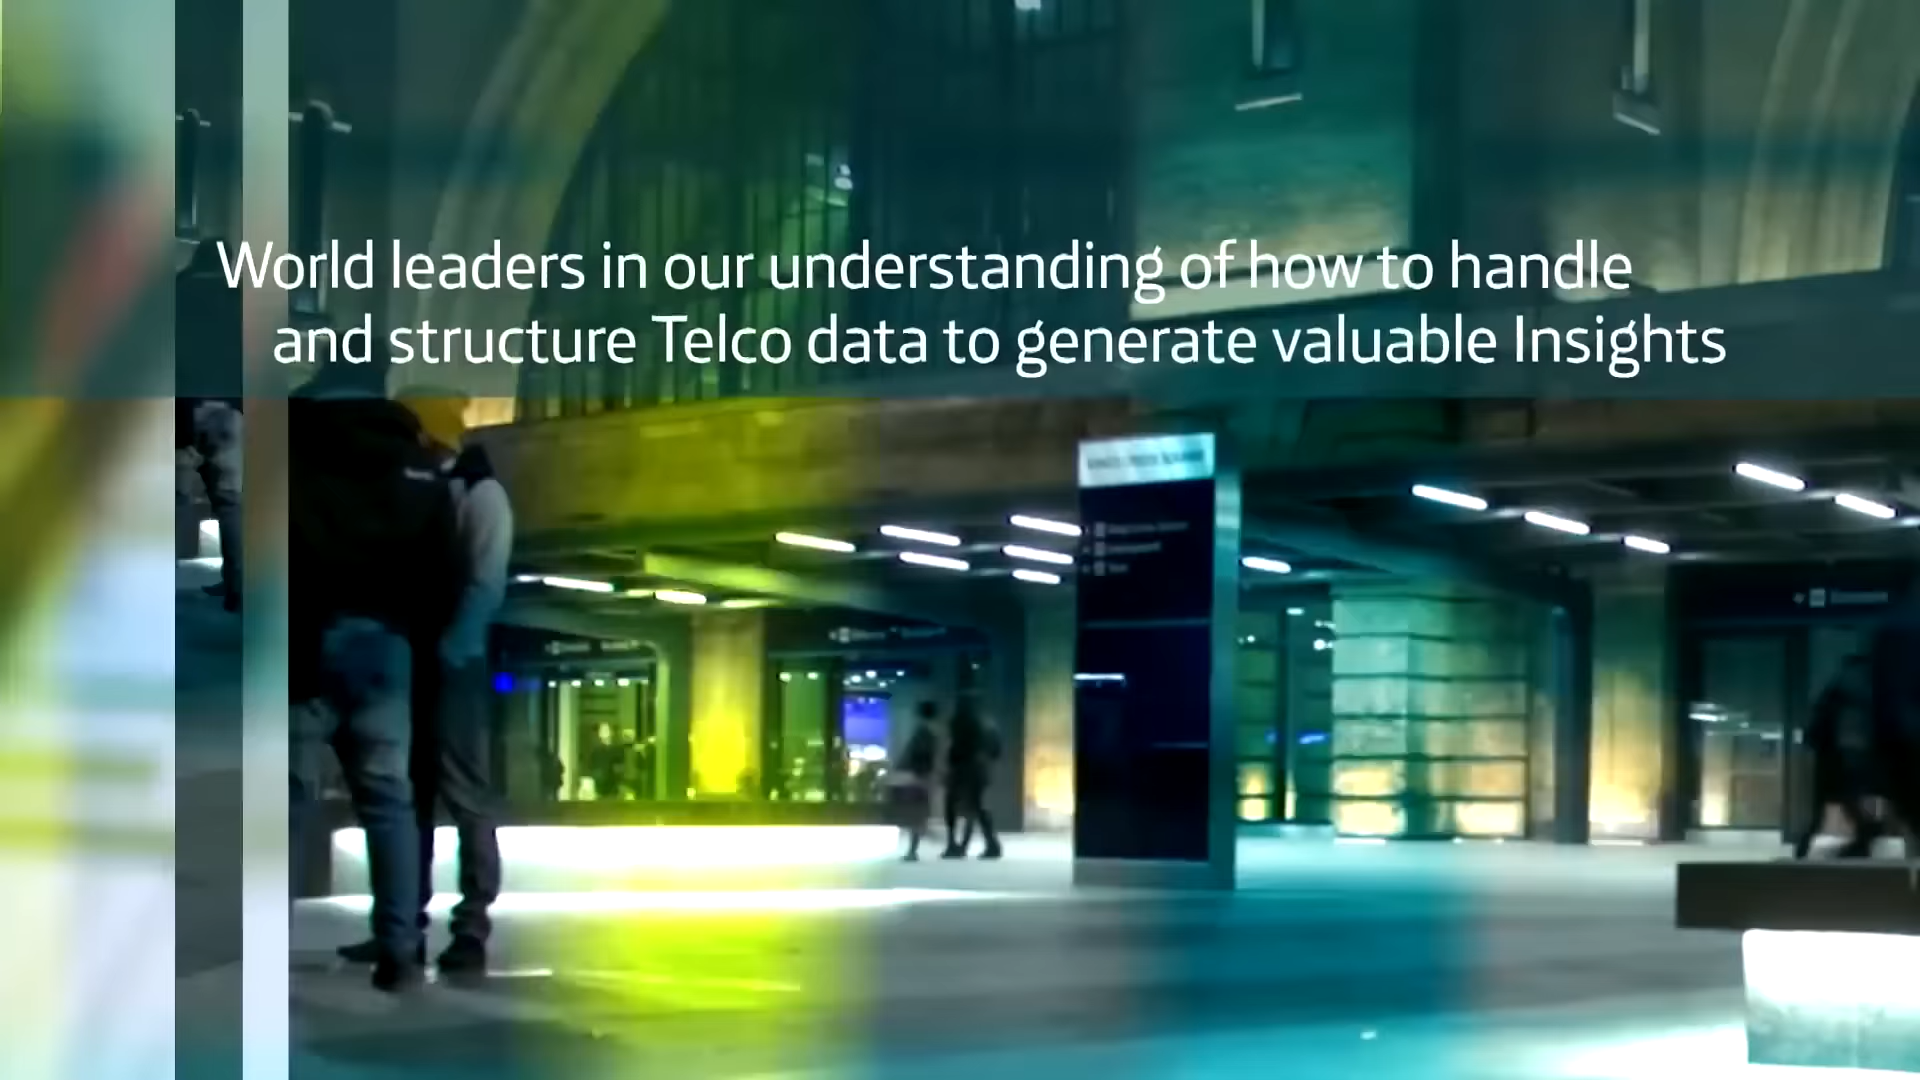 World leaders in our understanding of how to handle
and structure Telco data to generate valuable Insights